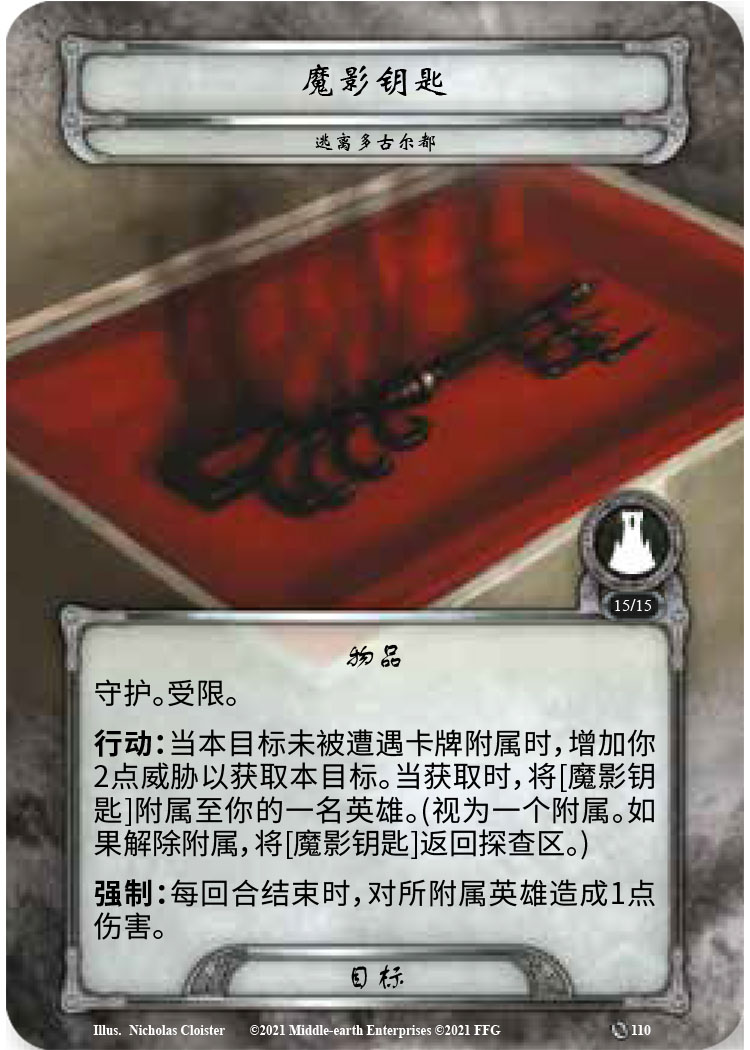 魔影钥匙
逃离多古尔都
15/15
物品
守护。受限。
行动：当本目标未被遭遇卡牌附属时，增加你
2点威胁以获取本目标。当获取时，将[魔影钥
匙]附属至你的一名英雄。(视为一个附属。如
果解除附属，将[魔影钥匙]返回探查区。)
强制：每回合结束时，对所附属英雄造成1点
伤害。
目标
Illus. Nicholas Cloister ©2021 Middle-earth Enterprises ©2021 FFG 110